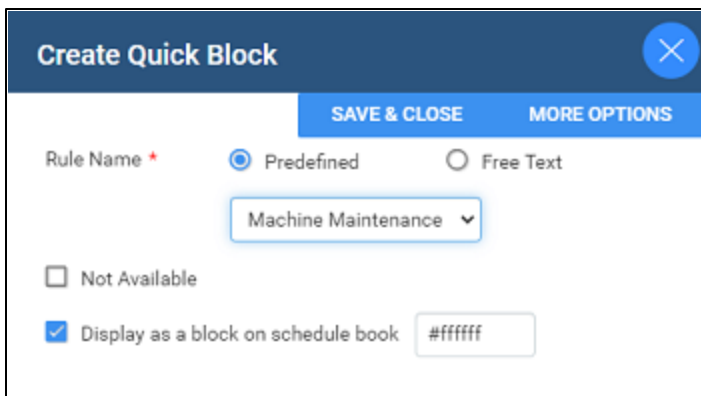 Create Quick Block
SAVE & CLOSE MORE OPTIONS
Rule Name * Predefined Free Text
Machine Maintenance
Not Available
Display as a block on schedule book #ffffff